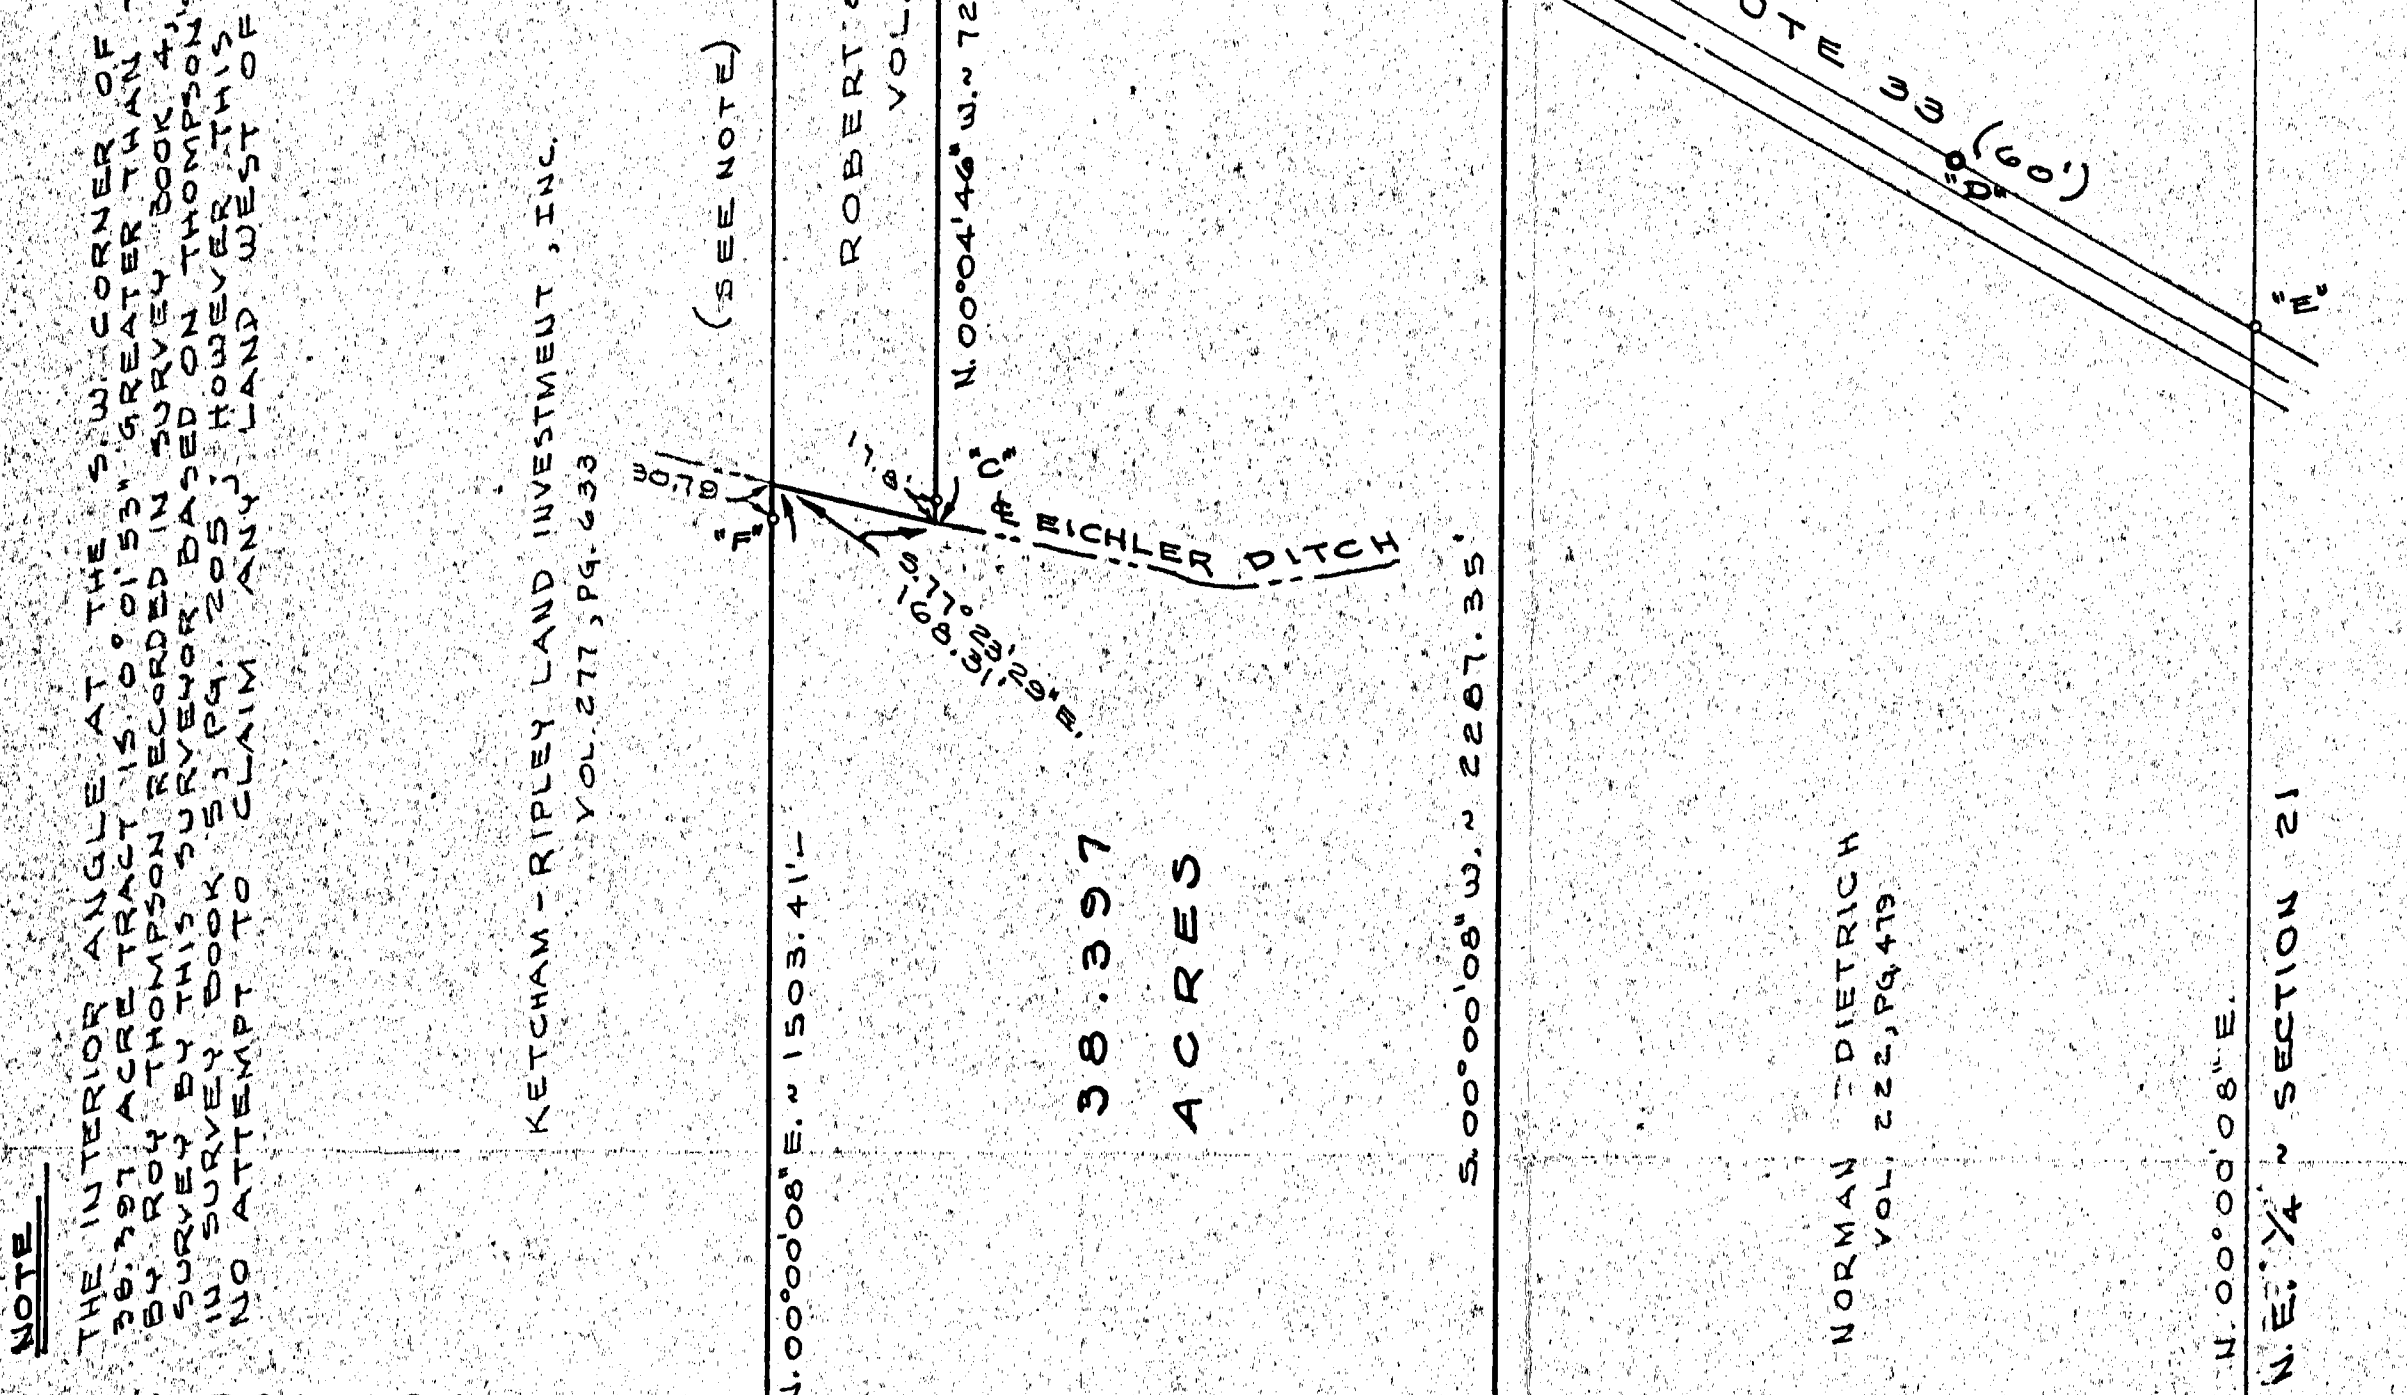 NOTE
THE INTERIOR ANGLE AT THE S.W. CORNER OF
38.397 ACRE TRACT IS 0°01'53" GREATER THAN
BY ROY THOMPSON RECORDED IN SURVEY BOOK 4,
SURVEY BY THIS SURVEYOR BASED ON THOMPSON
IN SURVEY BOOK 5, PG. 205; HOWEVER THIS
NO ATTEMPT TO CLAIM ANY LAND WEST OF
KETCHAM-RIPLEY LAND INVESTMENT, INC.
VOL. 277, PG. 633
(SEE NOTE)
N.00°00'08"E. ~ 1503.41'
ROBERT
VOL.
N.00°04'46"W. ~ 72
30.79
"F"
17.8'
"C"
℄ EICHLER DITCH
S.77°23'29"E.
168.31'
38.397
ACRES
S.00°00'08"W. ~ 2287.35'
OTE 33 (60')
"D"
"E"
NORMAN DIETRICH
VOL. 222, PG. 479
N.00°00'08"E.
N.E. 1/4 ~ SECTION 21